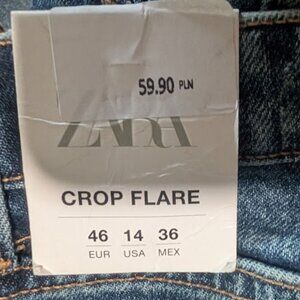 59.90 PLN
ZARA
CROP FLARE
46 14 36
EUR USA MEX